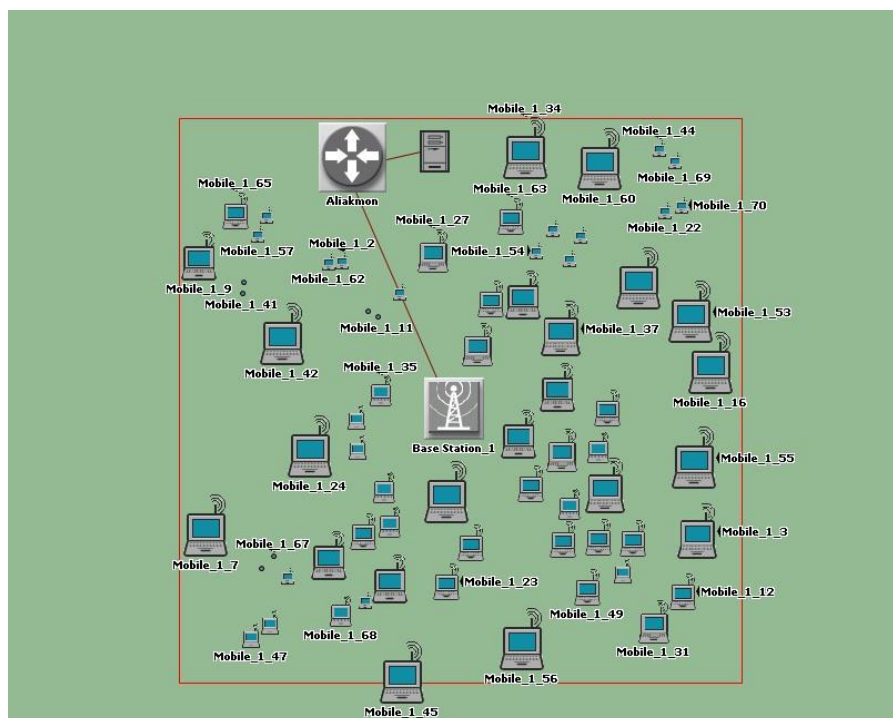 Mobile_1_34
Mobile_1_44
Mobile_1_65
Mobile_1_63
Mobile_1_60
Mobile_1_69
Aliakmon
Mobile_1_70
Mobile_1_27
Mobile_1_22
Mobile_1_57
Mobile_1_2
Mobile_1_54
Mobile_1_62
Mobile_1_9
Mobile_1_41
Mobile_1_53
Mobile_1_11
Mobile_1_37
Mobile_1_35
Mobile_1_42
Mobile_1_16
Base Station_1
Mobile_1_55
Mobile_1_24
Mobile_1_3
Mobile_1_67
Mobile_1_7
Mobile_1_23
Mobile_1_12
Mobile_1_49
Mobile_1_68
Mobile_1_31
Mobile_1_47
Mobile_1_56
Mobile_1_45